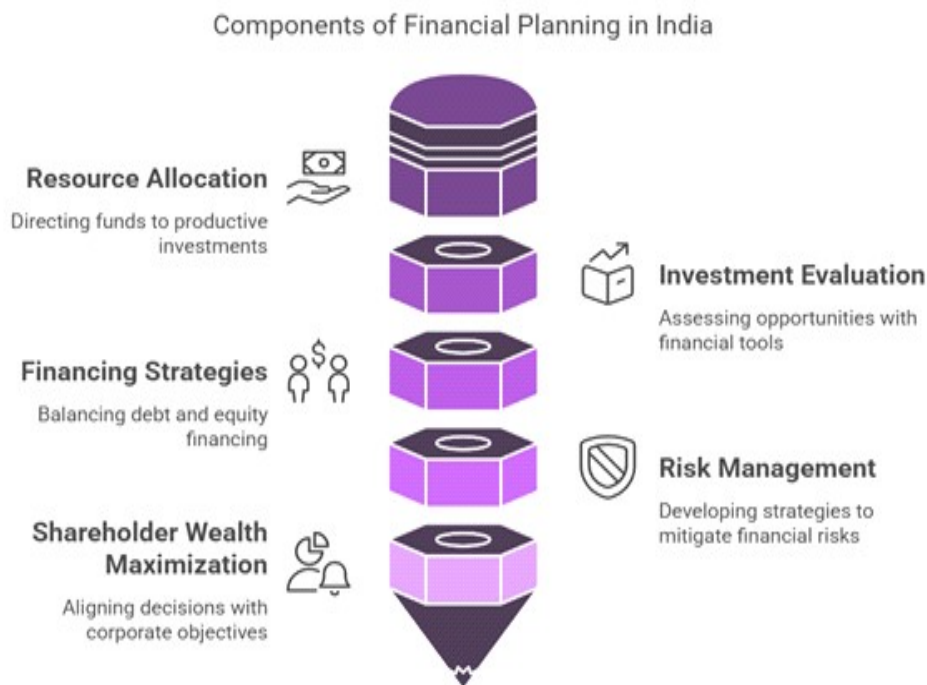 Components of Financial Planning in India
Resource Allocation
Directing funds to productive
investments
Investment Evaluation
Assessing opportunities with
financial tools
Financing Strategies
Balancing debt and equity
financing
Risk Management
Developing strategies to
mitigate financial risks
Shareholder Wealth
Maximization
Aligning decisions with
corporate objectives